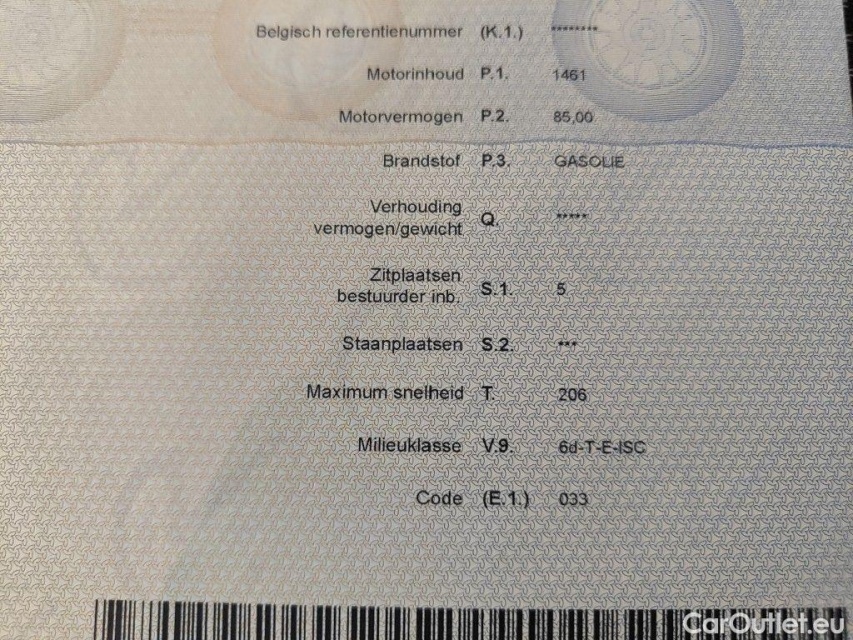 Belgisch referentienummer (K.1.) ********
Motorinhoud P.1. 1461
Motorvermogen P.2. 85,00
Brandstof P.3. GASOLIE
Verhouding
vermogen/gewicht Q. *****
Zitplaatsen
bestuurder inb. S.1. 5
Staanplaatsen S.2. ***
Maximum snelheid T. 206
Milieuklasse V.9. 6d-T-E-ISC
Code (E.1.) 033
CarOutlet.eu